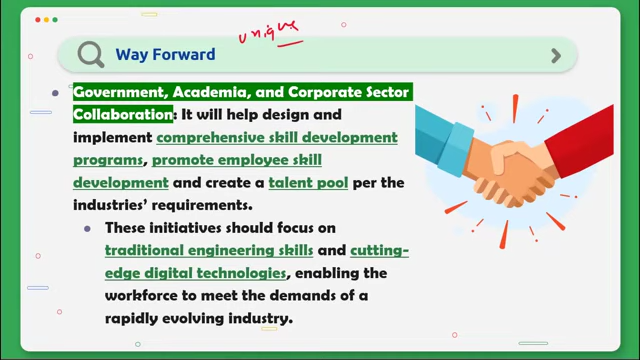 unique
Way Forward
Government, Academia, and Corporate Sector
Collaboration: It will help design and
implement comprehensive skill development
programs, promote employee skill
development and create a talent pool per the
industries' requirements.
These initiatives should focus on
traditional engineering skills and cutting-
edge digital technologies, enabling the
workforce to meet the demands of a
rapidly evolving industry.